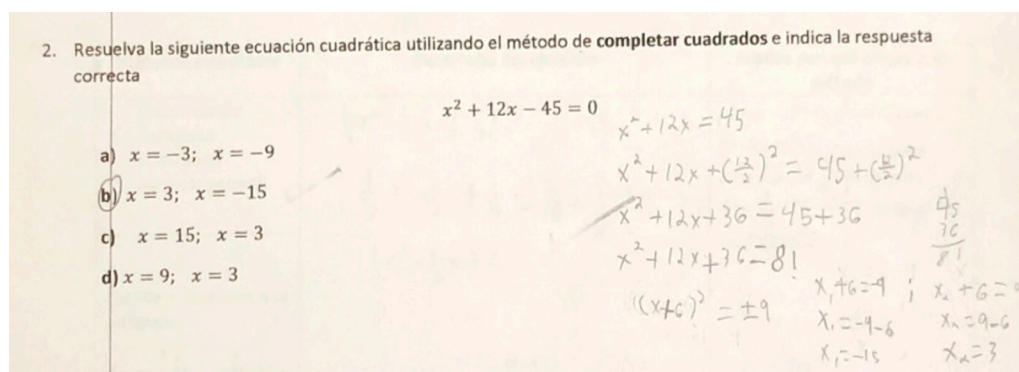 2. Resuelva la siguiente ecuación cuadrática utilizando el método de completar cuadrados e indica la respuesta
correcta
x² + 12x − 45 = 0
a) x = −3; x = −9
b) x = 3; x = −15
c) x = 15; x = 3
d) x = 9; x = 3
x² + 12x = 45
x² + 12x + (12/2)² = 45 + (12/2)²
x² + 12x + 36 = 45 + 36
45
36
81
x² + 12x + 36 = 81
(x+6)² = ±9
x₁+6=-9 ; x₂+6=
x₁=-9-6 x₂=9-6
x₁=-15 x₂=3